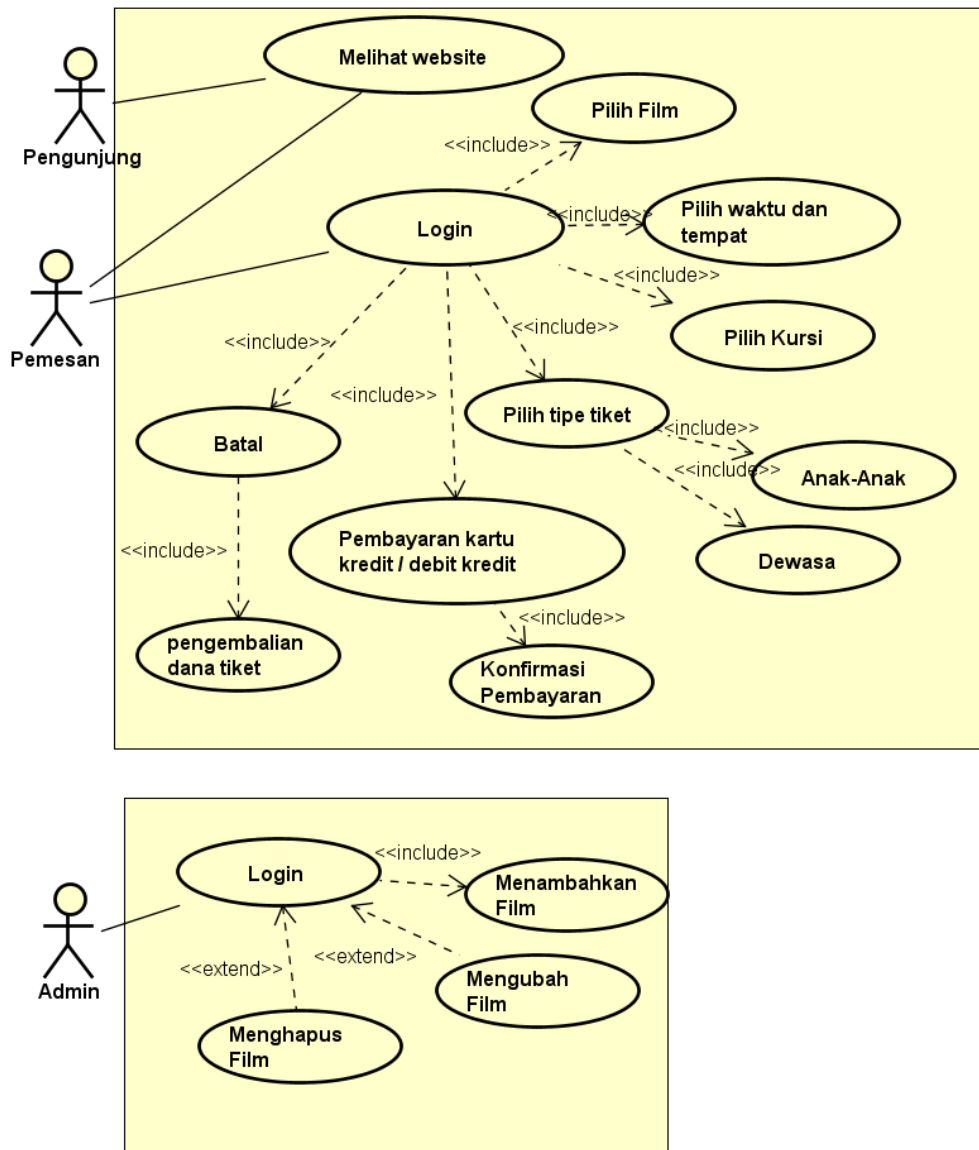 Melihat website
Pengunjung
Pilih Film
<<include>>
Login
<<include>>
Pilih waktu dan
tempat
<<include>>
Pilih Kursi
Pemesan
<<include>>
<<include>>
<<include>>
Batal
Pilih tipe tiket
<<include>>
<<include>>
Anak-Anak
Dewasa
Pembayaran kartu
kredit / debit kredit
<<include>>
<<include>>
pengembalian
dana tiket
Konfirmasi
Pembayaran
Login
<<include>>
Menambahkan
Film
Admin
<<extend>>
<<extend>>
Mengubah
Film
Menghapus
Film